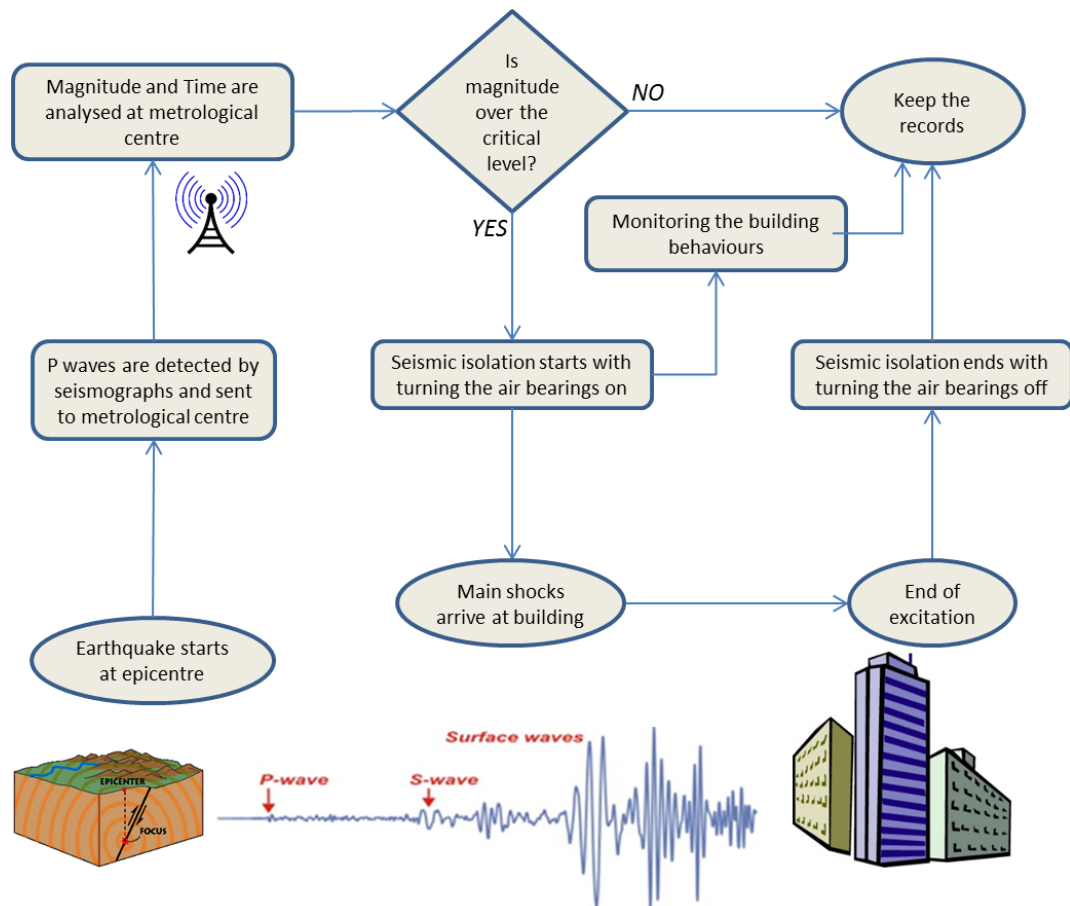 Magnitude and Time are
analysed at metrological
centre
Is
magnitude
over the
critical
level?
NO
YES
Keep the
records
Monitoring the building
behaviours
P waves are detected by
seismographs and sent
to metrological centre
Seismic isolation starts with
turning the air bearings on
Seismic isolation ends with
turning the air bearings off
Earthquake starts
at epicentre
Main shocks
arrive at building
End of
excitation
EPICENTER
FOCUS
P-wave
S-wave
Surface waves